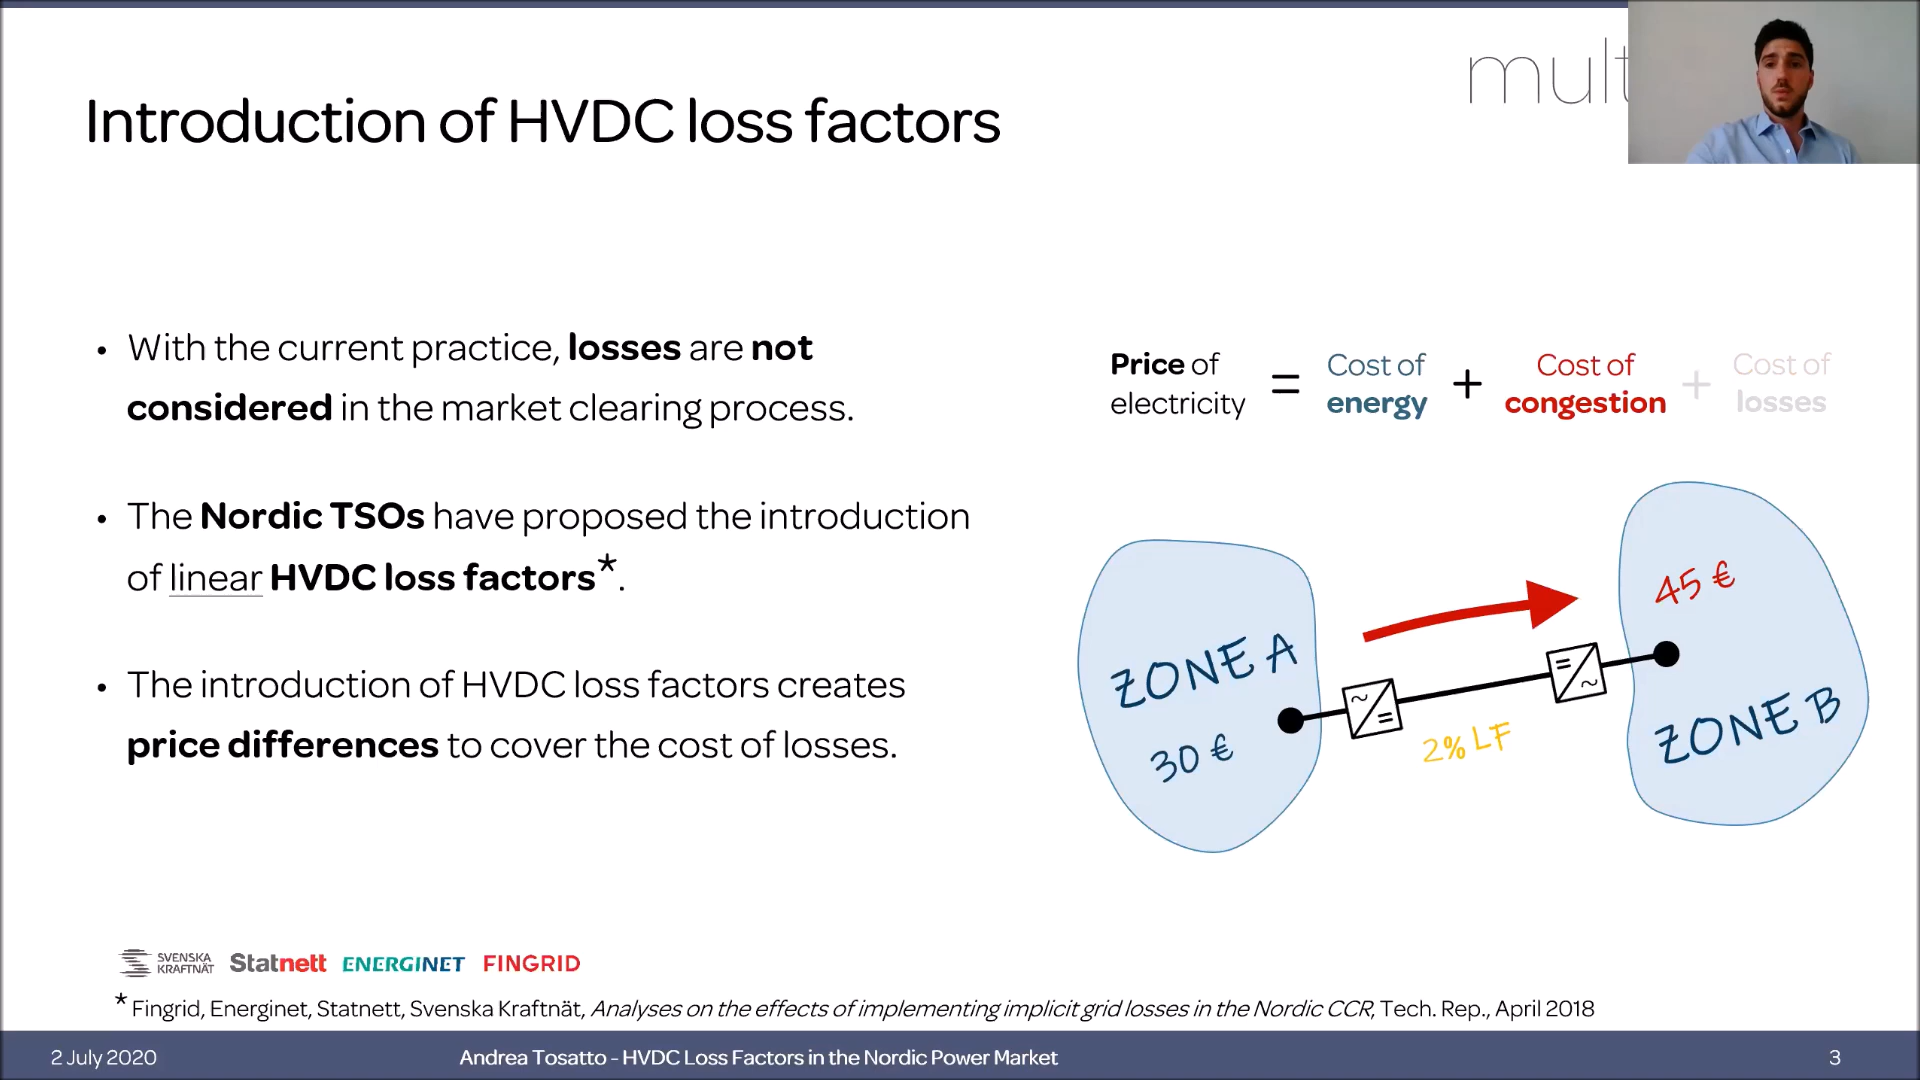 mult
Introduction of HVDC loss factors
• With the current practice, losses are not
considered in the market clearing process.
• The Nordic TSOs have proposed the introduction
of linear HVDC loss factors*.
• The introduction of HVDC loss factors creates
price differences to cover the cost of losses.
Price of electricity = Cost of energy + Cost of congestion + Cost of losses
45 €
ZONE A
30 €
2% LF
ZONE B
SVENSKA KRAFTNÄT Statnett ENERGINET FINGRID
* Fingrid, Energinet, Statnett, Svenska Kraftnät, Analyses on the effects of implementing implicit grid losses in the Nordic CCR, Tech. Rep., April 2018
2 July 2020 Andrea Tosatto - HVDC Loss Factors in the Nordic Power Market 3